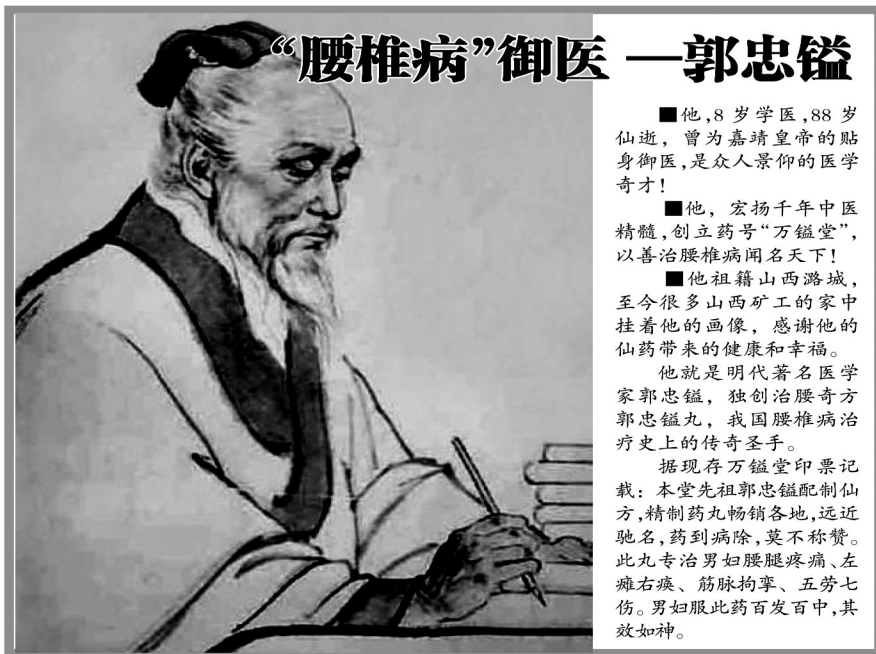 “腰椎病”御医 —郭忠镒
■他,8 岁学医,88 岁
仙逝，曾为嘉靖皇帝的贴
身御医,是众人景仰的医学
奇才!
■他，宏扬千年中医
精髓,创立药号“万镒堂”,
以善治腰椎病闻名天下!
■他祖籍山西潞城,
至今很多山西矿工的家中
挂着他的画像，感谢他的
仙药带来的健康和幸福。
他就是明代著名医学
家郭忠镒，独创治腰奇方
郭忠镒丸，我国腰椎病治
疗史上的传奇圣手。
据现存万镒堂印票记
载：本堂先祖郭忠镒配制仙
方,精制药丸畅销各地,远近
驰名,药到病除,莫不称赞。
此丸专治男妇腰腿疼痛、左
瘫右痪、筋脉拘挛、五劳七
伤。男妇服此药百发百中,其
效如神。